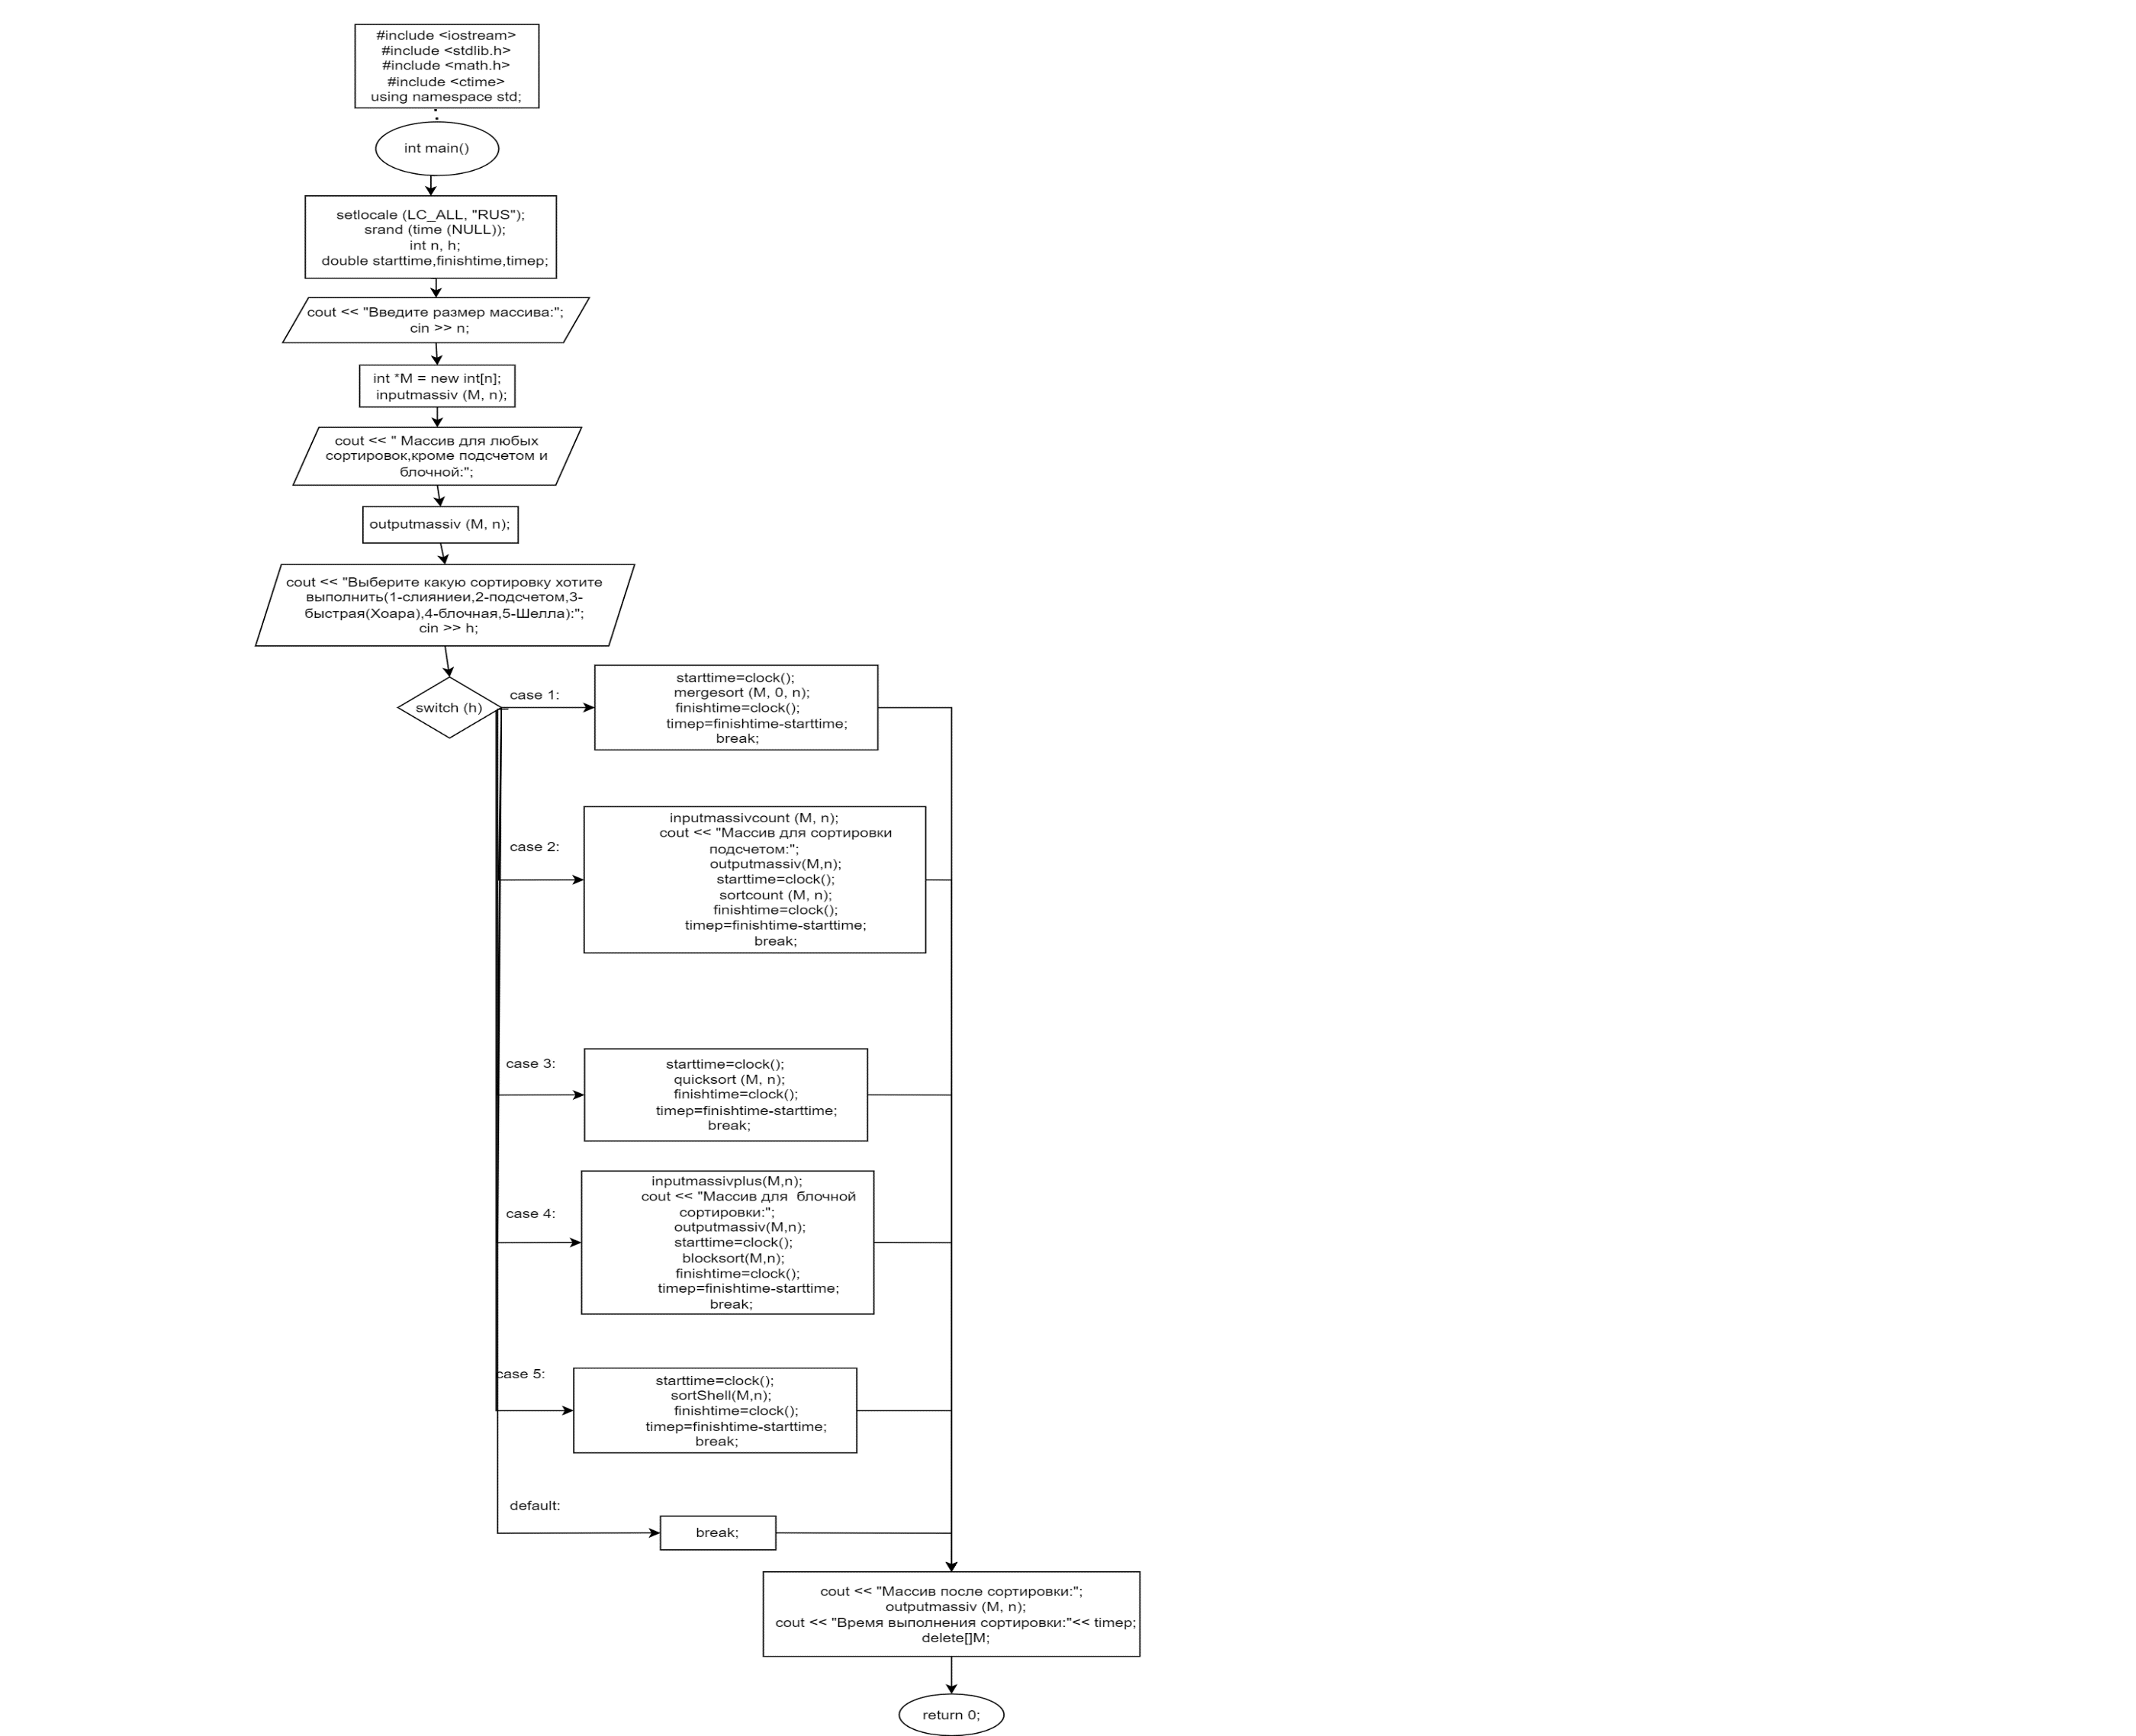 #include <iostream>
#include <stdlib.h>
#include <math.h>
#include <ctime>
using namespace std;
int main()
setlocale (LC_ALL, "RUS");
srand (time (NULL));
int n, h;
double starttime,finishtime,timep;
cout << "Введите размер массива:";
cin >> n;
int *M = new int[n];
inputmassiv (M, n);
cout << " Массив для любых
сортировок,кроме подсчетом и
блочной:";
outputmassiv (M, n);
cout << "Выберите какую сортировку хотите
выполнить(1-слияниеи,2-подсчетом,3-
быстрая(Хоара),4-блочная,5-Шелла):";
cin >> h;
switch (h)
case 1:
starttime=clock();
mergesort (M, 0, n);
finishtime=clock();
timep=finishtime-starttime;
break;
case 2:
inputmassivcount (M, n);
cout << "Массив для сортировки
подсчетом:";
outputmassiv(M,n);
starttime=clock();
sortcount (M, n);
finishtime=clock();
timep=finishtime-starttime;
break;
case 3:
starttime=clock();
quicksort (M, n);
finishtime=clock();
timep=finishtime-starttime;
break;
case 4:
inputmassivplus(M,n);
cout << "Массив для  блочной
сортировки:";
outputmassiv(M,n);
starttime=clock();
blocksort(M,n);
finishtime=clock();
timep=finishtime-starttime;
break;
case 5:
starttime=clock();
sortShell(M,n);
finishtime=clock();
timep=finishtime-starttime;
break;
default:
break;
cout << "Массив после сортировки:";
outputmassiv (M, n);
cout << "Время выполнения сортировки:"<< timep;
delete[]M;
return 0;